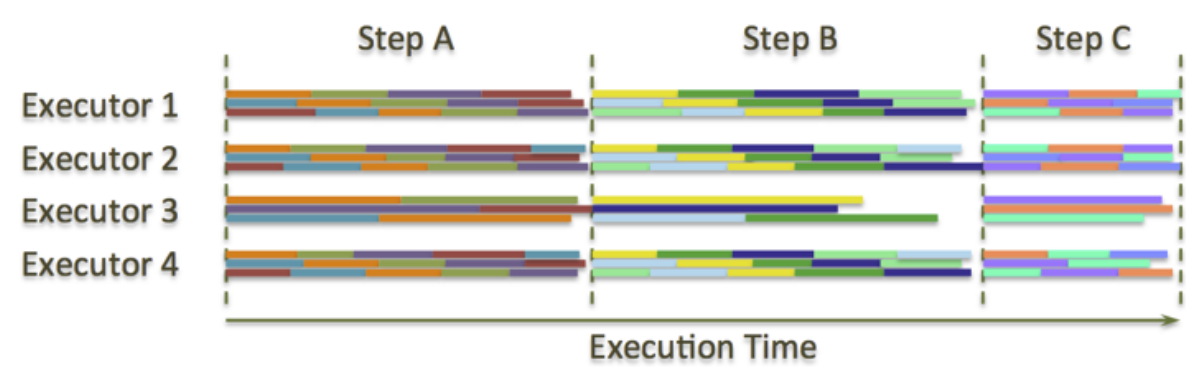 Step A Step B Step C
Executor 1
Executor 2
Executor 3
Executor 4
Execution Time